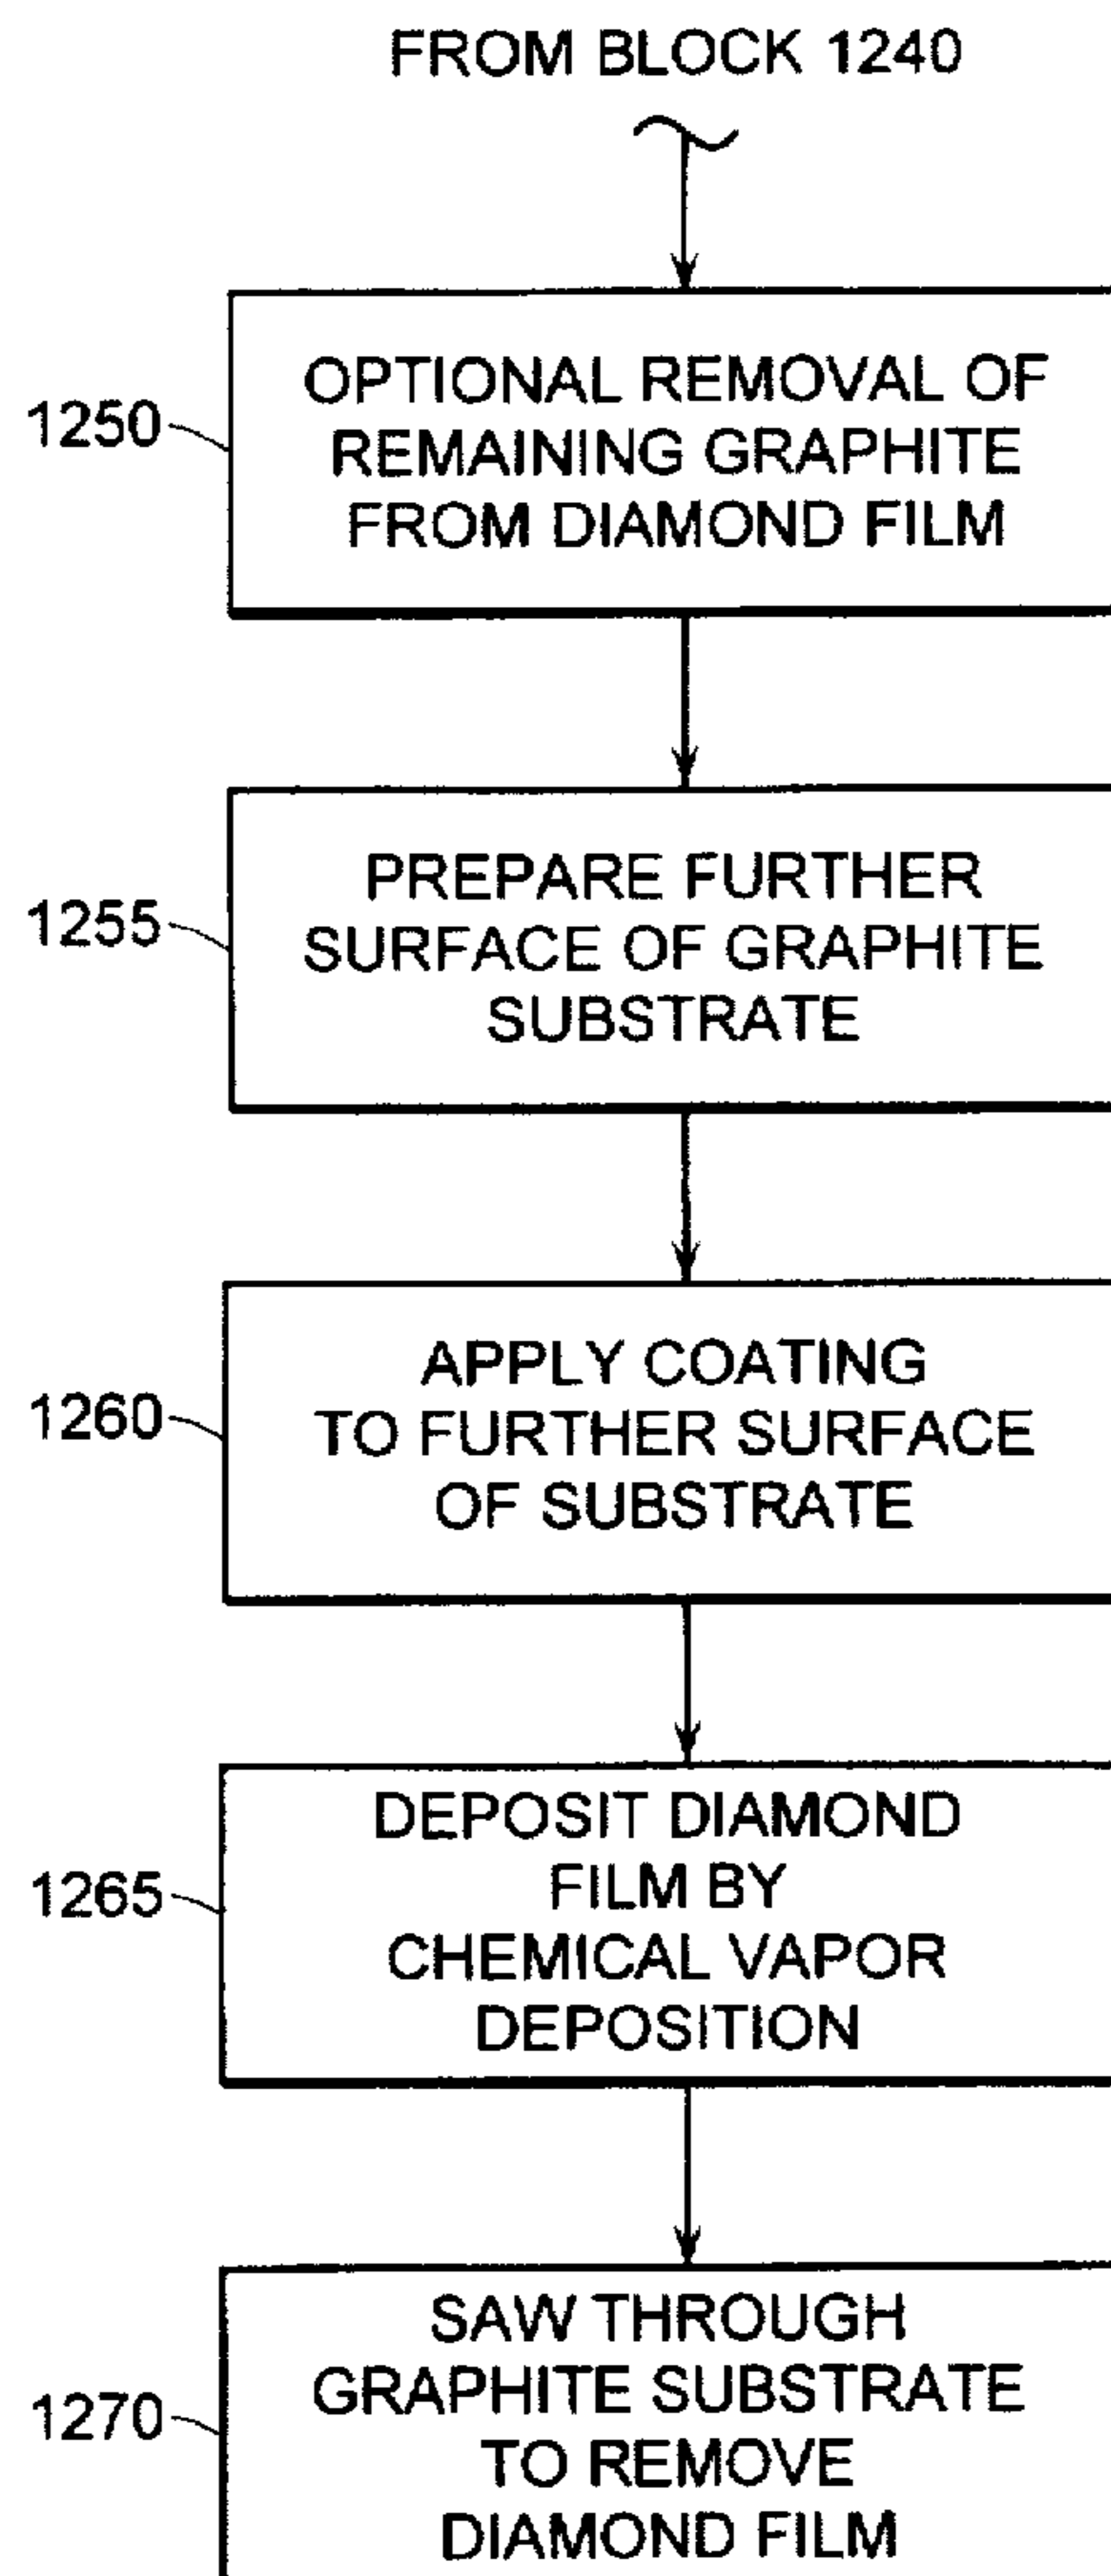 FROM BLOCK 1240
1250
OPTIONAL REMOVAL OF
REMAINING GRAPHITE
FROM DIAMOND FILM
1255
PREPARE FURTHER
SURFACE OF GRAPHITE
SUBSTRATE
1260
APPLY COATING
TO FURTHER SURFACE
OF SUBSTRATE
1265
DEPOSIT DIAMOND
FILM BY
CHEMICAL VAPOR
DEPOSITION
1270
SAW THROUGH
GRAPHITE SUBSTRATE
TO REMOVE
DIAMOND FILM